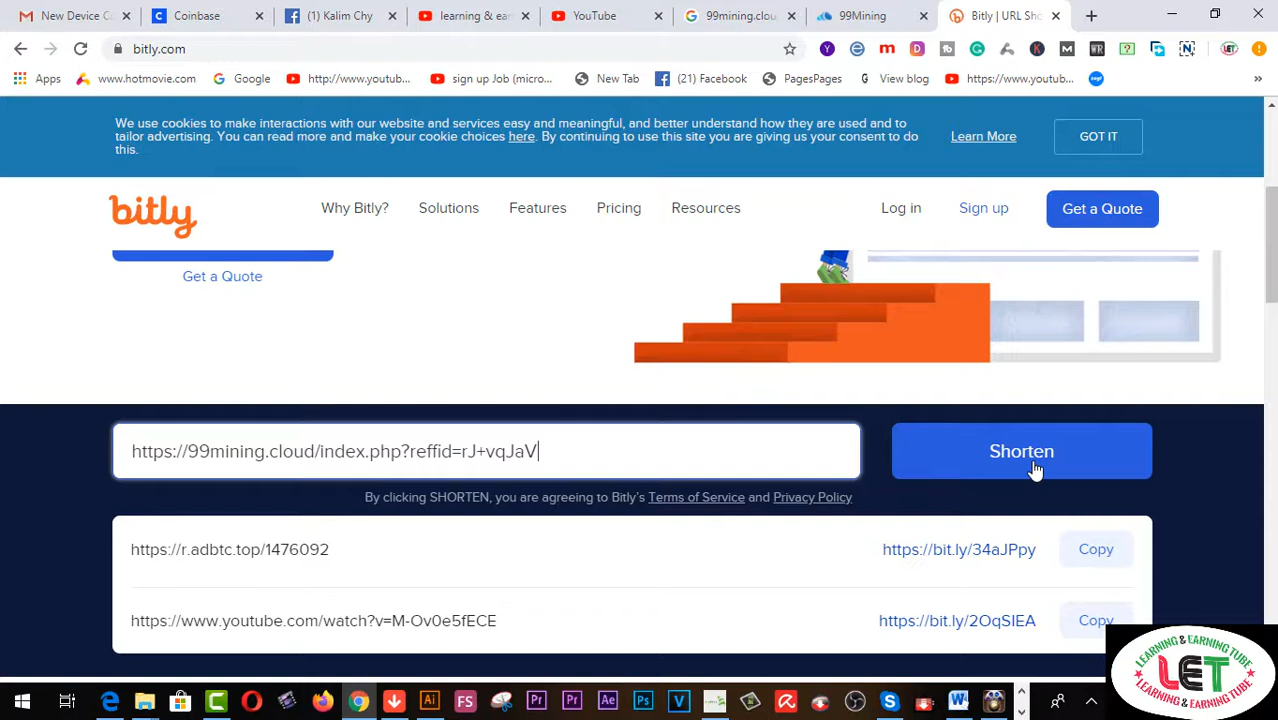 New Device Co
Coinbase
(1) Kalim Chy
learning & ear
YouTube
99mining.clou
99Mining
Bitly | URL Sho
bitly.com
Apps
www.hotmovie.com
Google
http://www.youtub...
sign up Job (micro...
New Tab
(21) Facebook
PagesPages
View blog
https://www.youtub...
We use cookies to make interactions with our website and services easy and meaningful, and better understand how they are used and to
tailor advertising. You can read more and make your cookie choices here. By continuing to use this site you are giving us your consent to do
this.
Learn More
GOT IT
bitly
Why Bitly?
Solutions
Features
Pricing
Resources
Log in
Sign up
Get a Quote
Get a Quote
https://99mining.cloud/index.php?reffid=rJ+vqJaV
Shorten
By clicking SHORTEN, you are agreeing to Bitly's Terms of Service and Privacy Policy
https://r.adbtc.top/1476092
https://bit.ly/34aJPpy
Copy
https://www.youtube.com/watch?v=M-Ov0e5fECE
https://bit.ly/2OqSIEA
Copy
LEARNING & EARNING TUBE
LET
LEARNING & EARNING TUBE